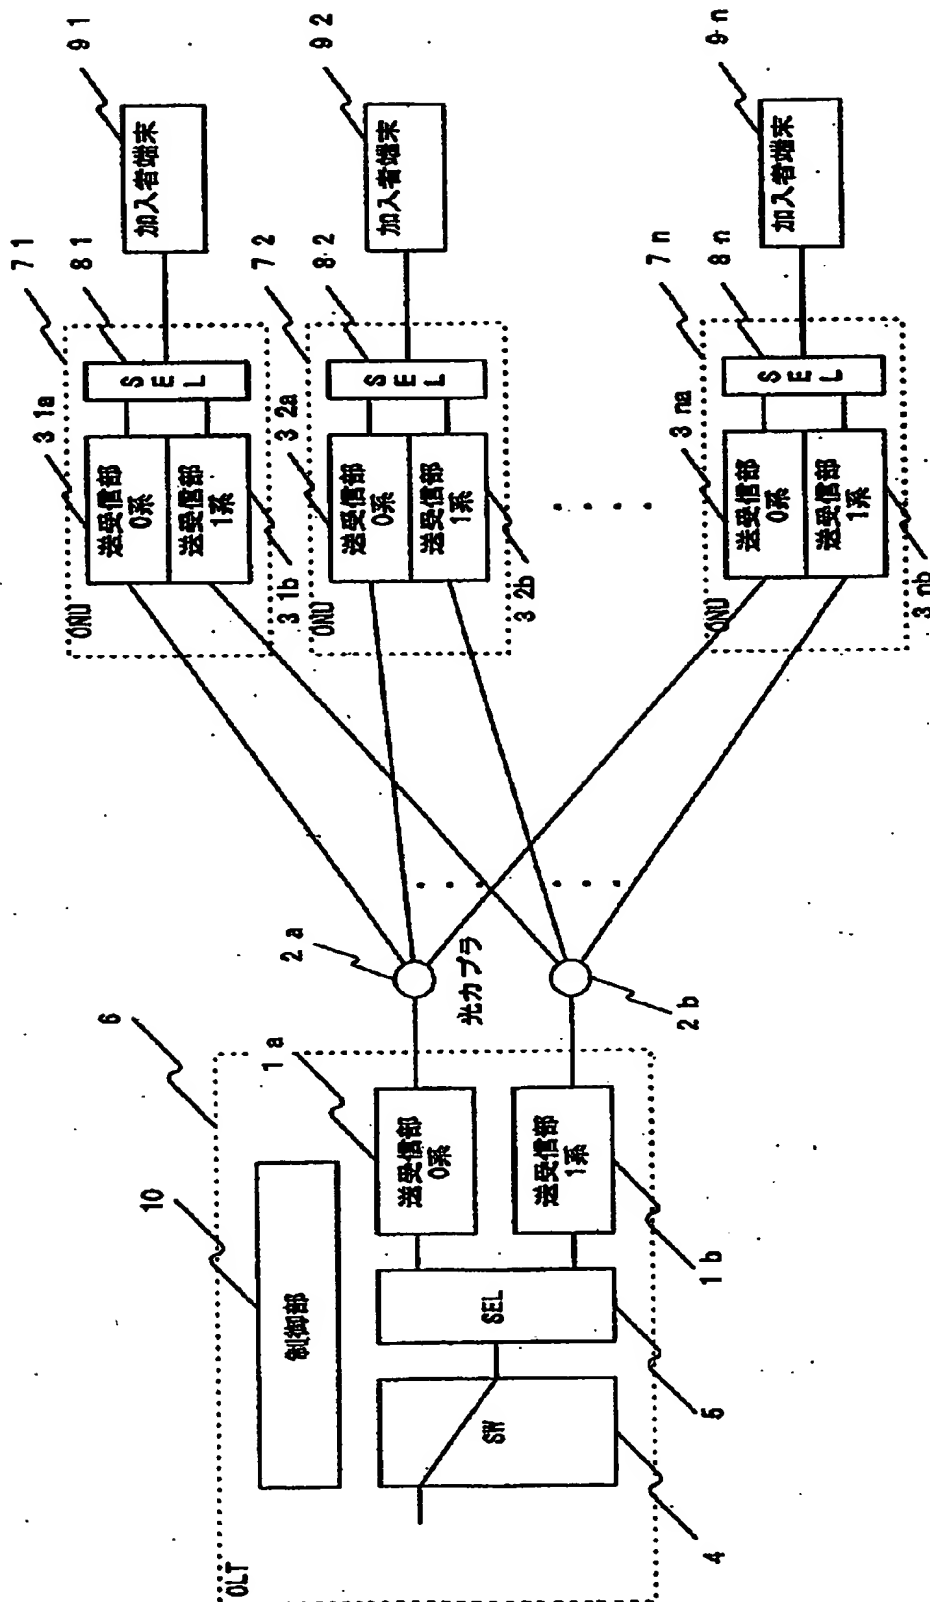 OLT
6
10
制御部
4
SW
5
SEL
1a
送受信部
0系
1b
送受信部
1系
2a
光カプラ
2b
71
81
31a
ONU
送受信部
0系
送受信部
1系
SEL
31b
加入者端末
91
72
82
32a
ONU
送受信部
0系
送受信部
1系
SEL
32b
加入者端末
92
7n
8n
3na
ONU
送受信部
0系
送受信部
1系
SEL
3nb
加入者端末
9n